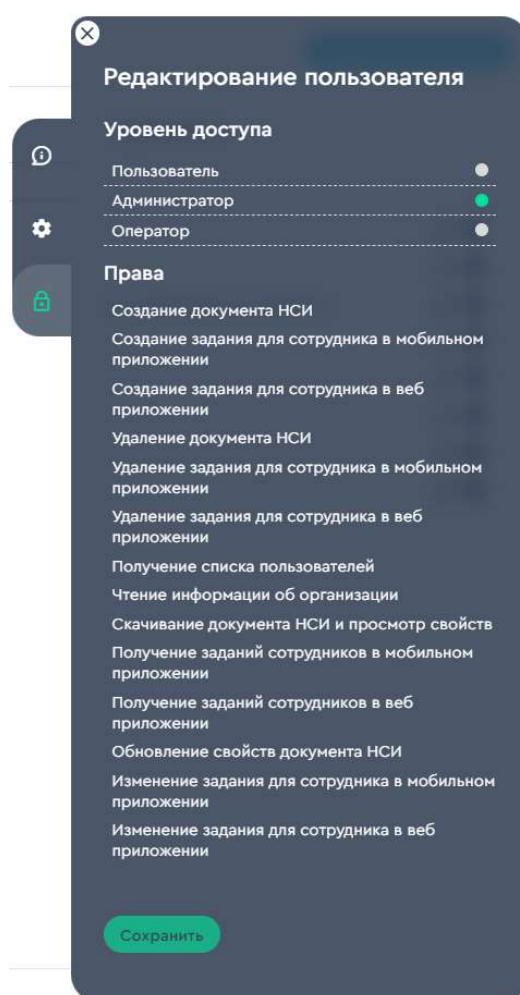 Редактирование пользователя
Уровень доступа
Пользователь
Администратор
Оператор
Права
Создание документа НСИ
Создание задания для сотрудника в мобильном
приложении
Создание задания для сотрудника в веб
приложении
Удаление документа НСИ
Удаление задания для сотрудника в мобильном
приложении
Удаление задания для сотрудника в веб
приложении
Получение списка пользователей
Чтение информации об организации
Скачивание документа НСИ и просмотр свойств
Получение заданий сотрудников в мобильном
приложении
Получение заданий сотрудников в веб
приложении
Обновление свойств документа НСИ
Изменение задания для сотрудника в мобильном
приложении
Изменение задания для сотрудника в веб
приложении
Сохранить